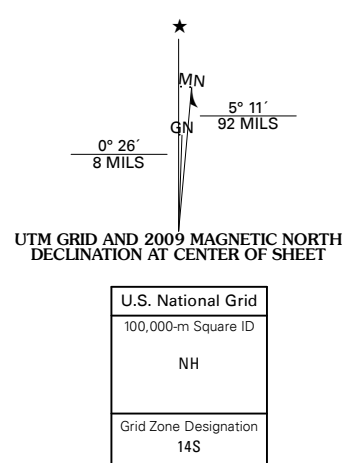 ★
MN
5° 11´
92 MILS
GN
0° 26´
8 MILS
UTM GRID AND 2009 MAGNETIC NORTH
DECLINATION AT CENTER OF SHEET
U.S. National Grid
100,000-m Square ID
NH
Grid Zone Designation
14S